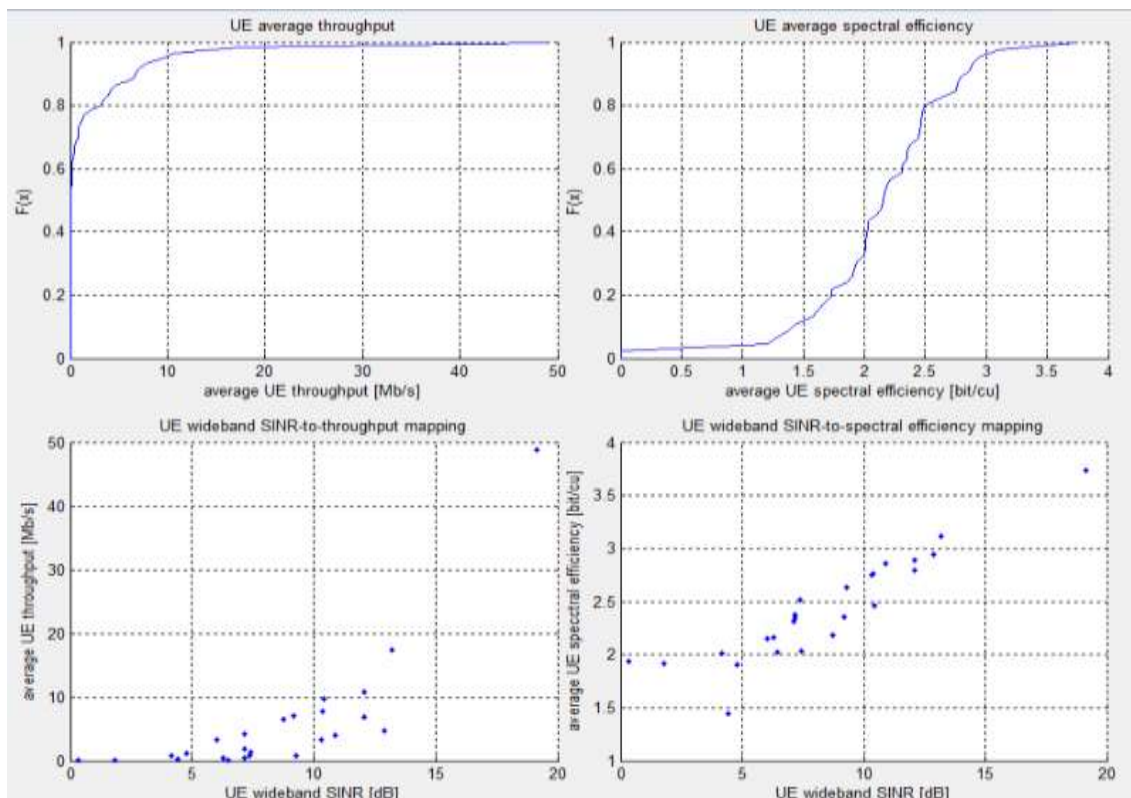 UE average throughput
1
0.8
0.6
0.4
0.2
0
F(x)
0 10 20 30 40 50
average UE throughput [Mb/s]
UE average spectral efficiency
1
0.8
0.6
0.4
0.2
0
F(x)
0 0.5 1 1.5 2 2.5 3 3.5 4
average UE spectral efficiency [bit/cu]
UE wideband SINR-to-throughput mapping
50
40
30
20
10
0
average UE throughput [Mb/s]
0 5 10 15 20
UE wideband SINR [dB]
UE wideband SINR-to-spectral efficiency mapping
4
3.5
3
2.5
2
1.5
1
average UE specctral efficiency [bit/cu]
0 5 10 15 20
UE wideband SINR [dB]